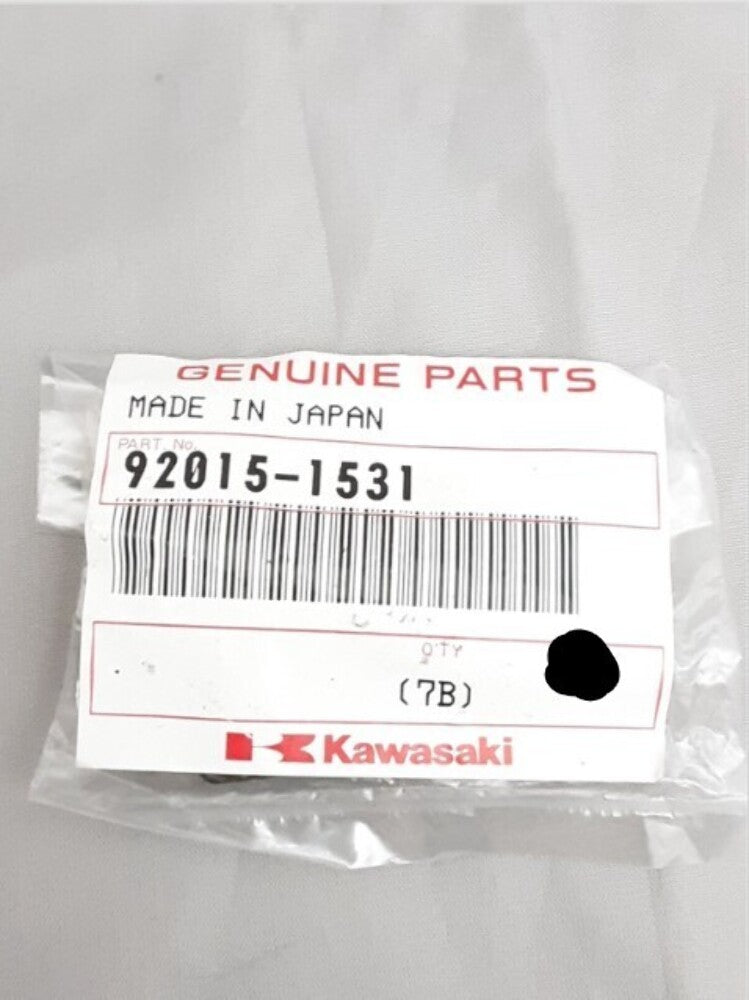 GENUINE PARTS
MADE IN JAPAN
PART No.
92015-1531
Q'TY
(7B)
Kawasaki